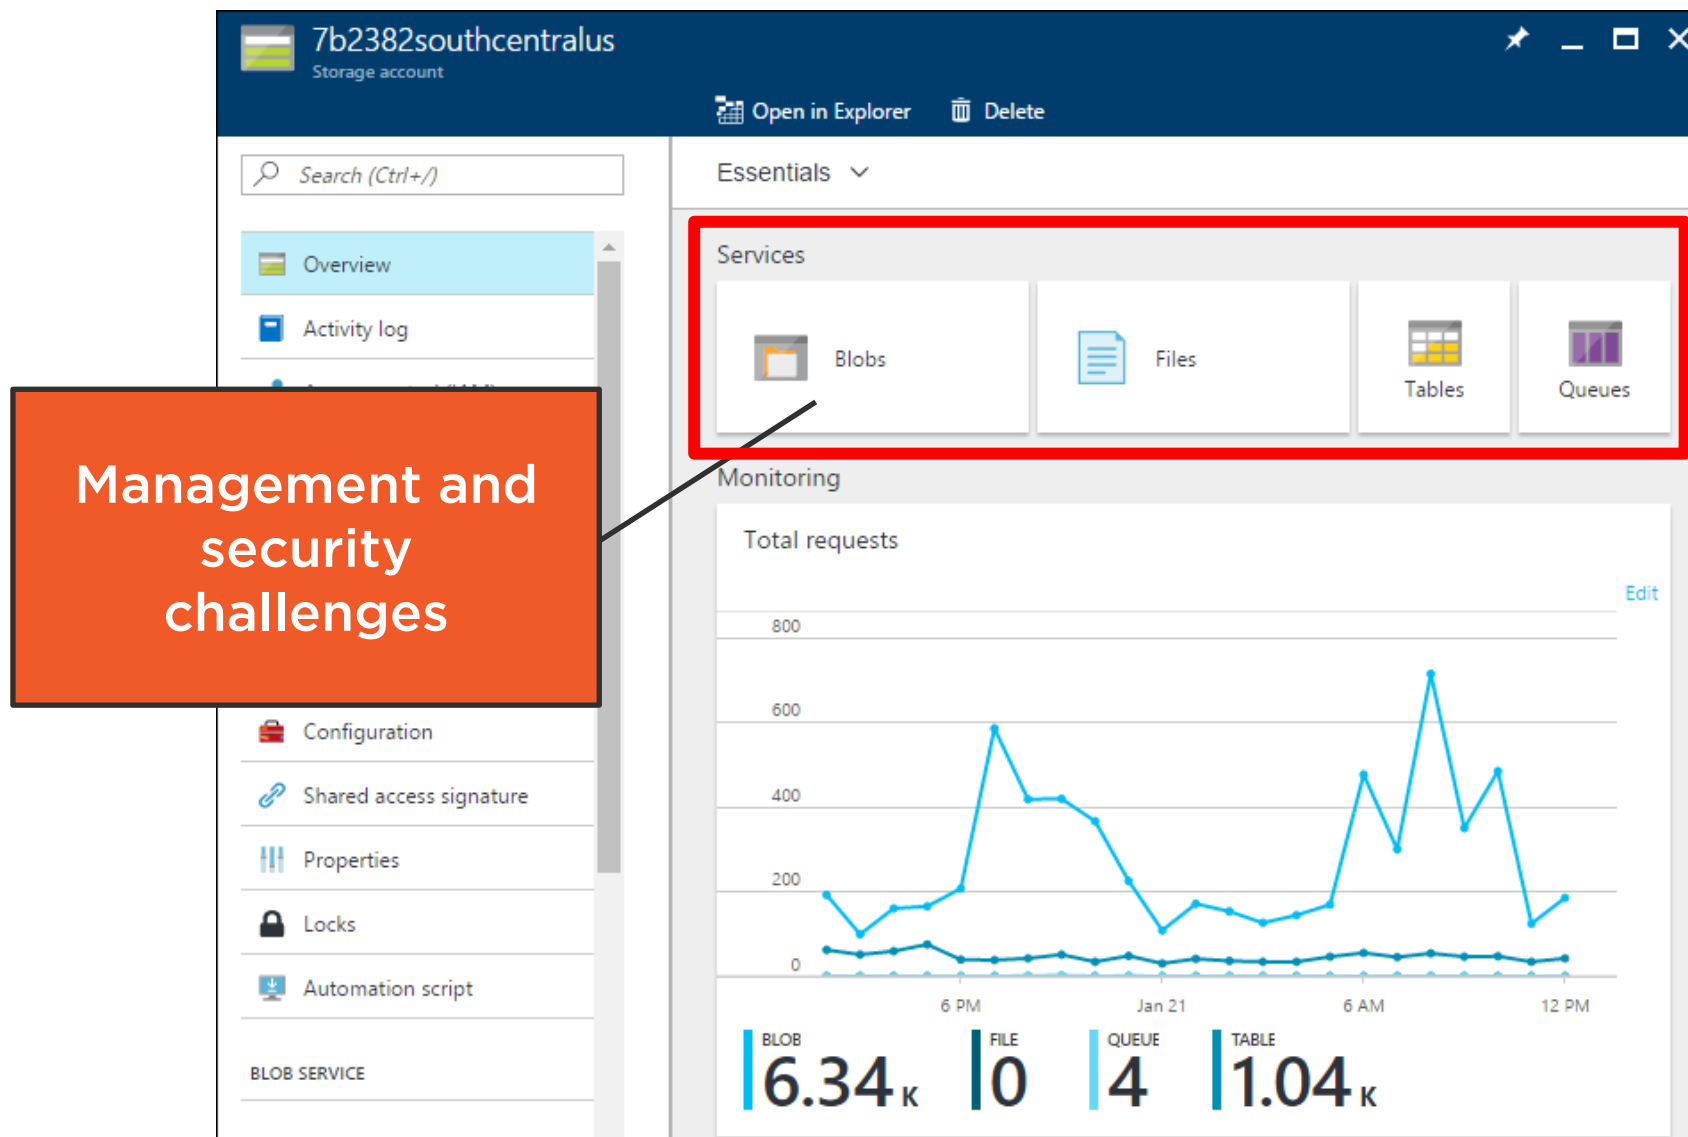 7b2382southcentralus
Storage account
Open in Explorer
Delete
Search (Ctrl+/)
Essentials
Overview
Activity log
Management and
security
challenges
Configuration
Shared access signature
Properties
Locks
Automation script
BLOB SERVICE
Services
Blobs
Files
Tables
Queues
Monitoring
Total requests
Edit
800
600
400
200
0
6 PM
Jan 21
6 AM
12 PM
BLOB
6.34 K
FILE
0
QUEUE
4
TABLE
1.04 K